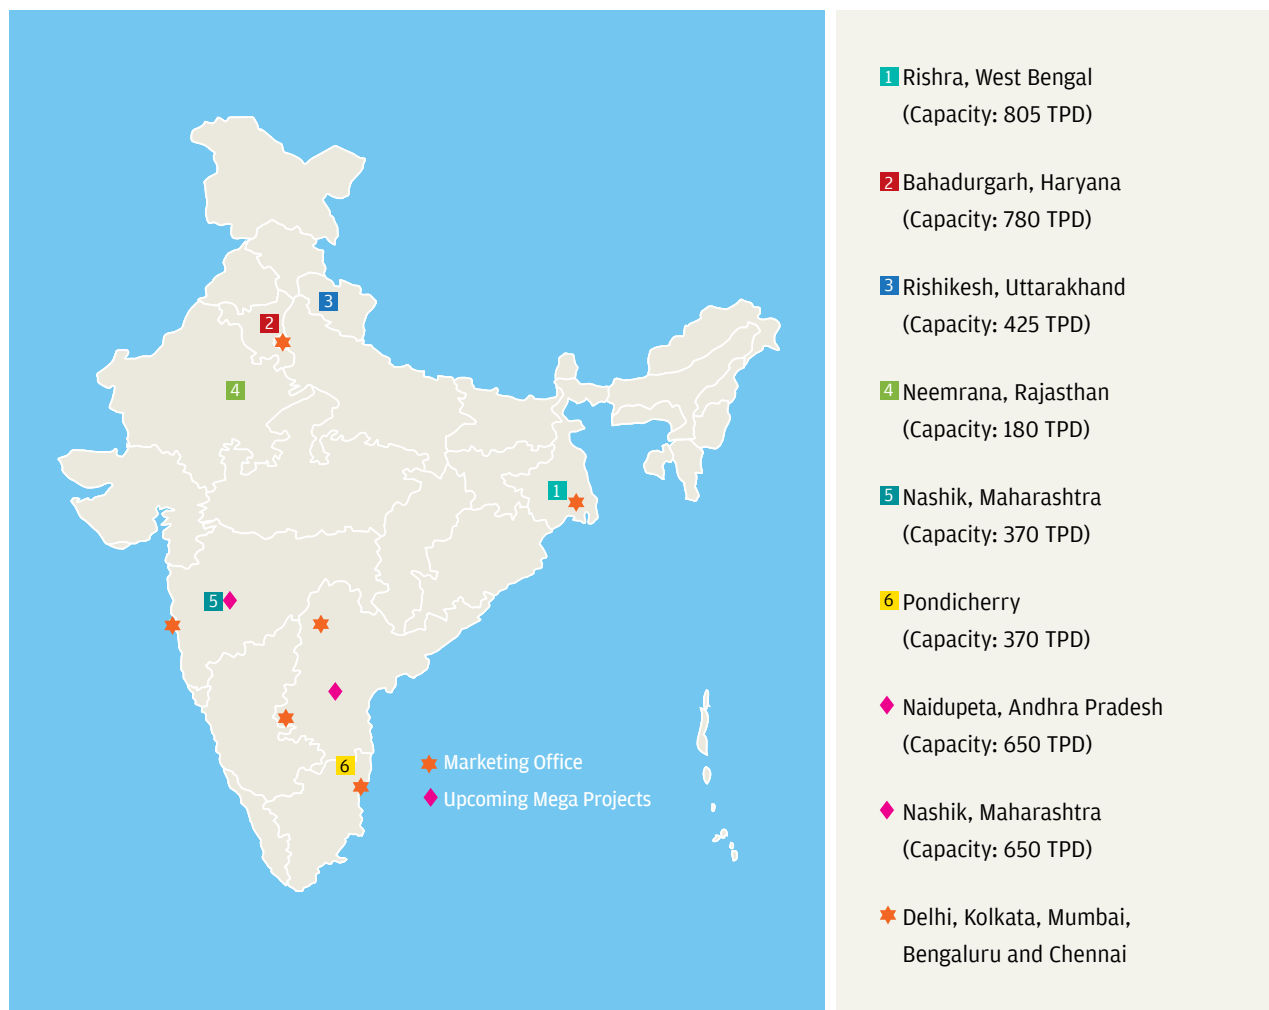 3
2
4
1
5
6
Marketing Office
Upcoming Mega Projects
1 Rishra, West Bengal
(Capacity: 805 TPD)
2 Bahadurgarh, Haryana
(Capacity: 780 TPD)
3 Rishikesh, Uttarakhand
(Capacity: 425 TPD)
4 Neemrana, Rajasthan
(Capacity: 180 TPD)
5 Nashik, Maharashtra
(Capacity: 370 TPD)
6 Pondicherry
(Capacity: 370 TPD)
Naidupeta, Andhra Pradesh
(Capacity: 650 TPD)
Nashik, Maharashtra
(Capacity: 650 TPD)
Delhi, Kolkata, Mumbai,
Bengaluru and Chennai